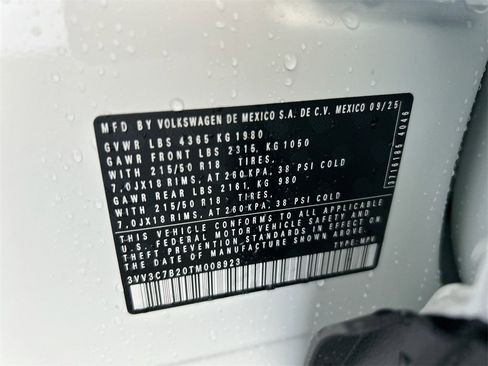 MFD BY VOLKSWAGEN DE MEXICO S.A. DE C.V. MEXICO 09/25
GVWR LBS 4365 KG 1980
GAWR FRONT LBS 2315, KG 1050
WITH 215/50 R18 TIRES,
7.0JX18 RIMS, AT 260 KPA, 38 PSI COLD
GAWR REAR LBS 2161, KG 980
WITH 215/50 R18 TIRES,
7.0JX18 RIMS, AT 260 KPA, 38 PSI COLD
THIS VEHICLE CONFORMS TO ALL APPLICABLE
U.S. FEDERAL MOTOR VEHICLE SAFETY AND
THEFT PREVENTION STANDARDS IN EFFECT ON
THE DATE OF MANUFACTURE SHOWN ABOVE.
TYPE: MPV
3VV3C7B20TM008923
3716185 4046